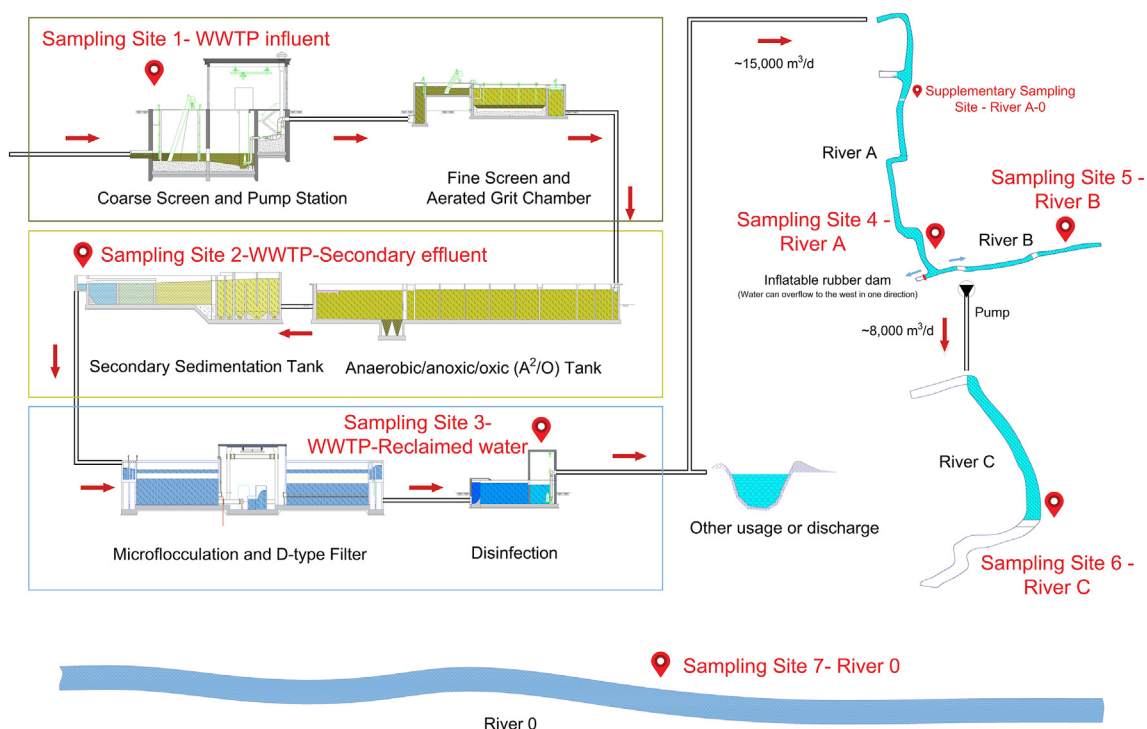 Sampling Site 1- WWTP influent
Coarse Screen and Pump Station
Fine Screen and
Aerated Grit Chamber
Sampling Site 2-WWTP-Secondary effluent
Secondary Sedimentation Tank
Anaerobic/anoxic/oxic (A²/O) Tank
Sampling Site 3-
WWTP-Reclaimed water
Microflocculation and D-type Filter
Disinfection
~15,000 m³/d
Supplementary Sampling
Site - River A-0
River A
Sampling Site 4 -
River A
Sampling Site 5 -
River B
River B
Inflatable rubber dam
(Water can overflow to the west in one direction)
Pump
~8,000 m³/d
River C
Other usage or discharge
Sampling Site 6 -
River C
Sampling Site 7- River 0
River 0